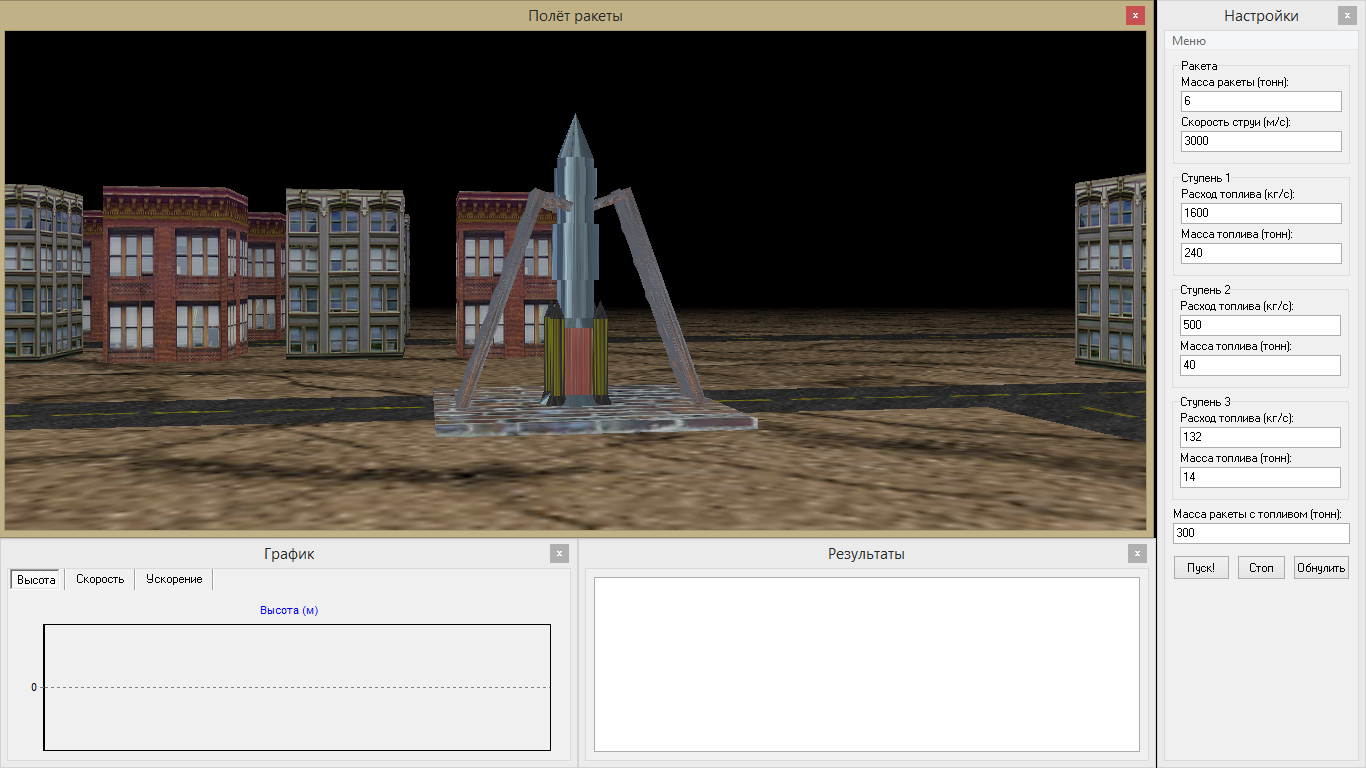 Полёт ракеты
x
Настройки
x
Меню
Ракета
Масса ракеты (тонн):
6
Скорость струи (м/с):
3000
Ступень 1
Расход топлива (кг/с):
1600
Масса топлива (тонн):
240
Ступень 2
Расход топлива (кг/с):
500
Масса топлива (тонн):
40
Ступень 3
Расход топлива (кг/с):
132
Масса топлива (тонн):
14
Масса ракеты с топливом (тонн):
300
Пуск! Стоп Обнулить
График
x
Высота Скорость Ускорение
Высота (м)
0
Результаты
x